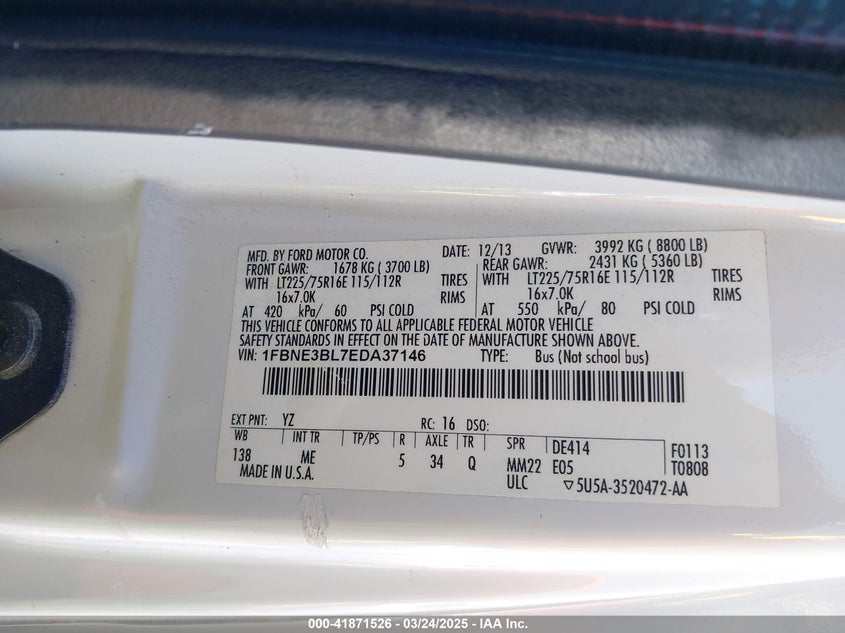 MFD. BY FORD MOTOR CO. DATE: 12/13 GVWR: 3992 KG ( 8800 LB)
FRONT GAWR: 1678 KG ( 3700 LB) REAR GAWR: 2431 KG ( 5360 LB)
WITH LT225/75R16E 115/112R TIRES WITH LT225/75R16E 115/112R TIRES
16x7.0K RIMS 16x7.0K RIMS
AT 420 kPa/ 60 PSI COLD AT 550 kPa/ 80 PSI COLD
THIS VEHICLE CONFORMS TO ALL APPLICABLE FEDERAL MOTOR VEHICLE
SAFETY STANDARDS IN EFFECT ON THE DATE OF MANUFACTURE SHOWN ABOVE.
VIN: 1FBNE3BL7EDA37146 TYPE: Bus (Not school bus)
EXT PNT: YZ RC: 16 DSO:
WB INT TR TP/PS R AXLE TR SPR DE414 F0113
138 ME 5 34 Q MM22 E05 T0808
MADE IN U.S.A. ULC ▽5U5A-3520472-AA
000-41871526 - 03/24/2025 - IAA Inc.